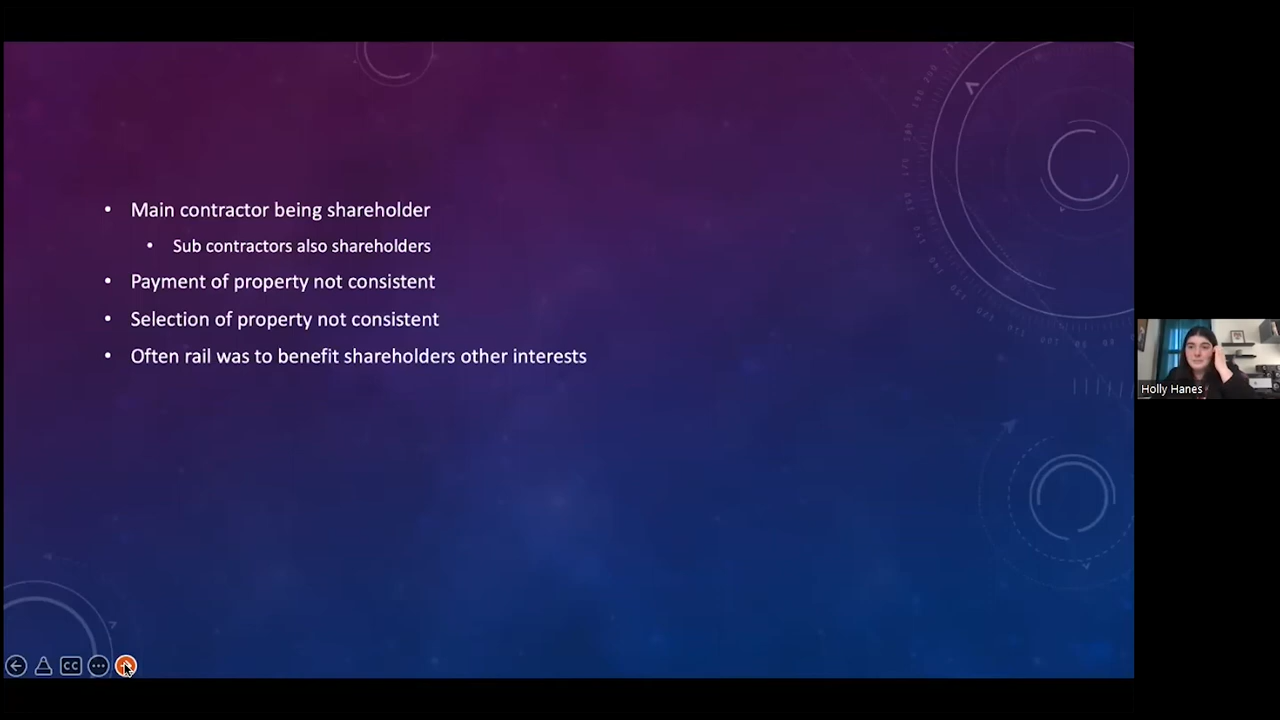 Main contractor being shareholder
Sub contractors also shareholders
Payment of property not consistent
Selection of property not consistent
Often rail was to benefit shareholders other interests
Holly Hanes
CC